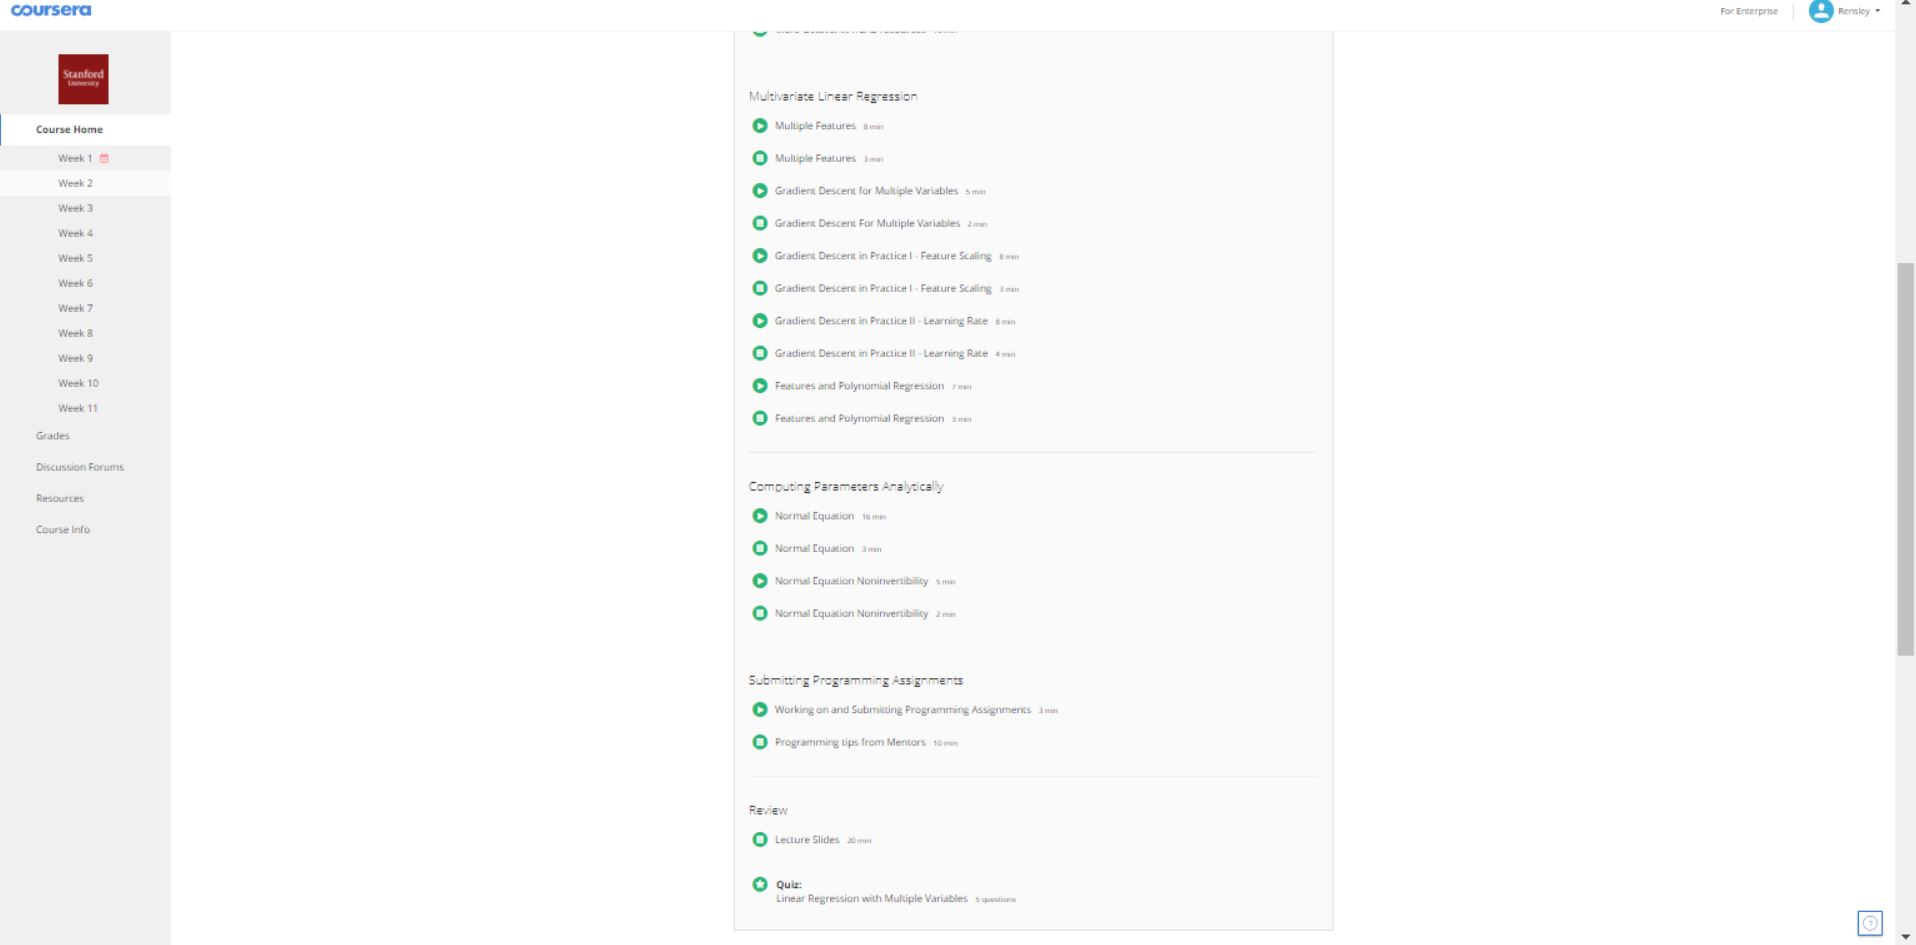 coursera
For Enterprise
Rensley
Stanford
University
Course Home
Week 1
Week 2
Week 3
Week 4
Week 5
Week 6
Week 7
Week 8
Week 9
Week 10
Week 11
Grades
Discussion Forums
Resources
Course Info
Multivariate Linear Regression
Multiple Features 8 min
Multiple Features 3 min
Gradient Descent for Multiple Variables 5 min
Gradient Descent For Multiple Variables 2 min
Gradient Descent in Practice I - Feature Scaling 8 min
Gradient Descent in Practice I - Feature Scaling 3 min
Gradient Descent in Practice II - Learning Rate 8 min
Gradient Descent in Practice II - Learning Rate 4 min
Features and Polynomial Regression 7 min
Features and Polynomial Regression 3 min
Computing Parameters Analytically
Normal Equation 16 min
Normal Equation 3 min
Normal Equation Noninvertibility 5 min
Normal Equation Noninvertibility 2 min
Submitting Programming Assignments
Working on and Submitting Programming Assignments 3 min
Programming tips from Mentors 10 min
Review
Lecture Slides 20 min
Quiz:
Linear Regression with Multiple Variables 5 questions
?